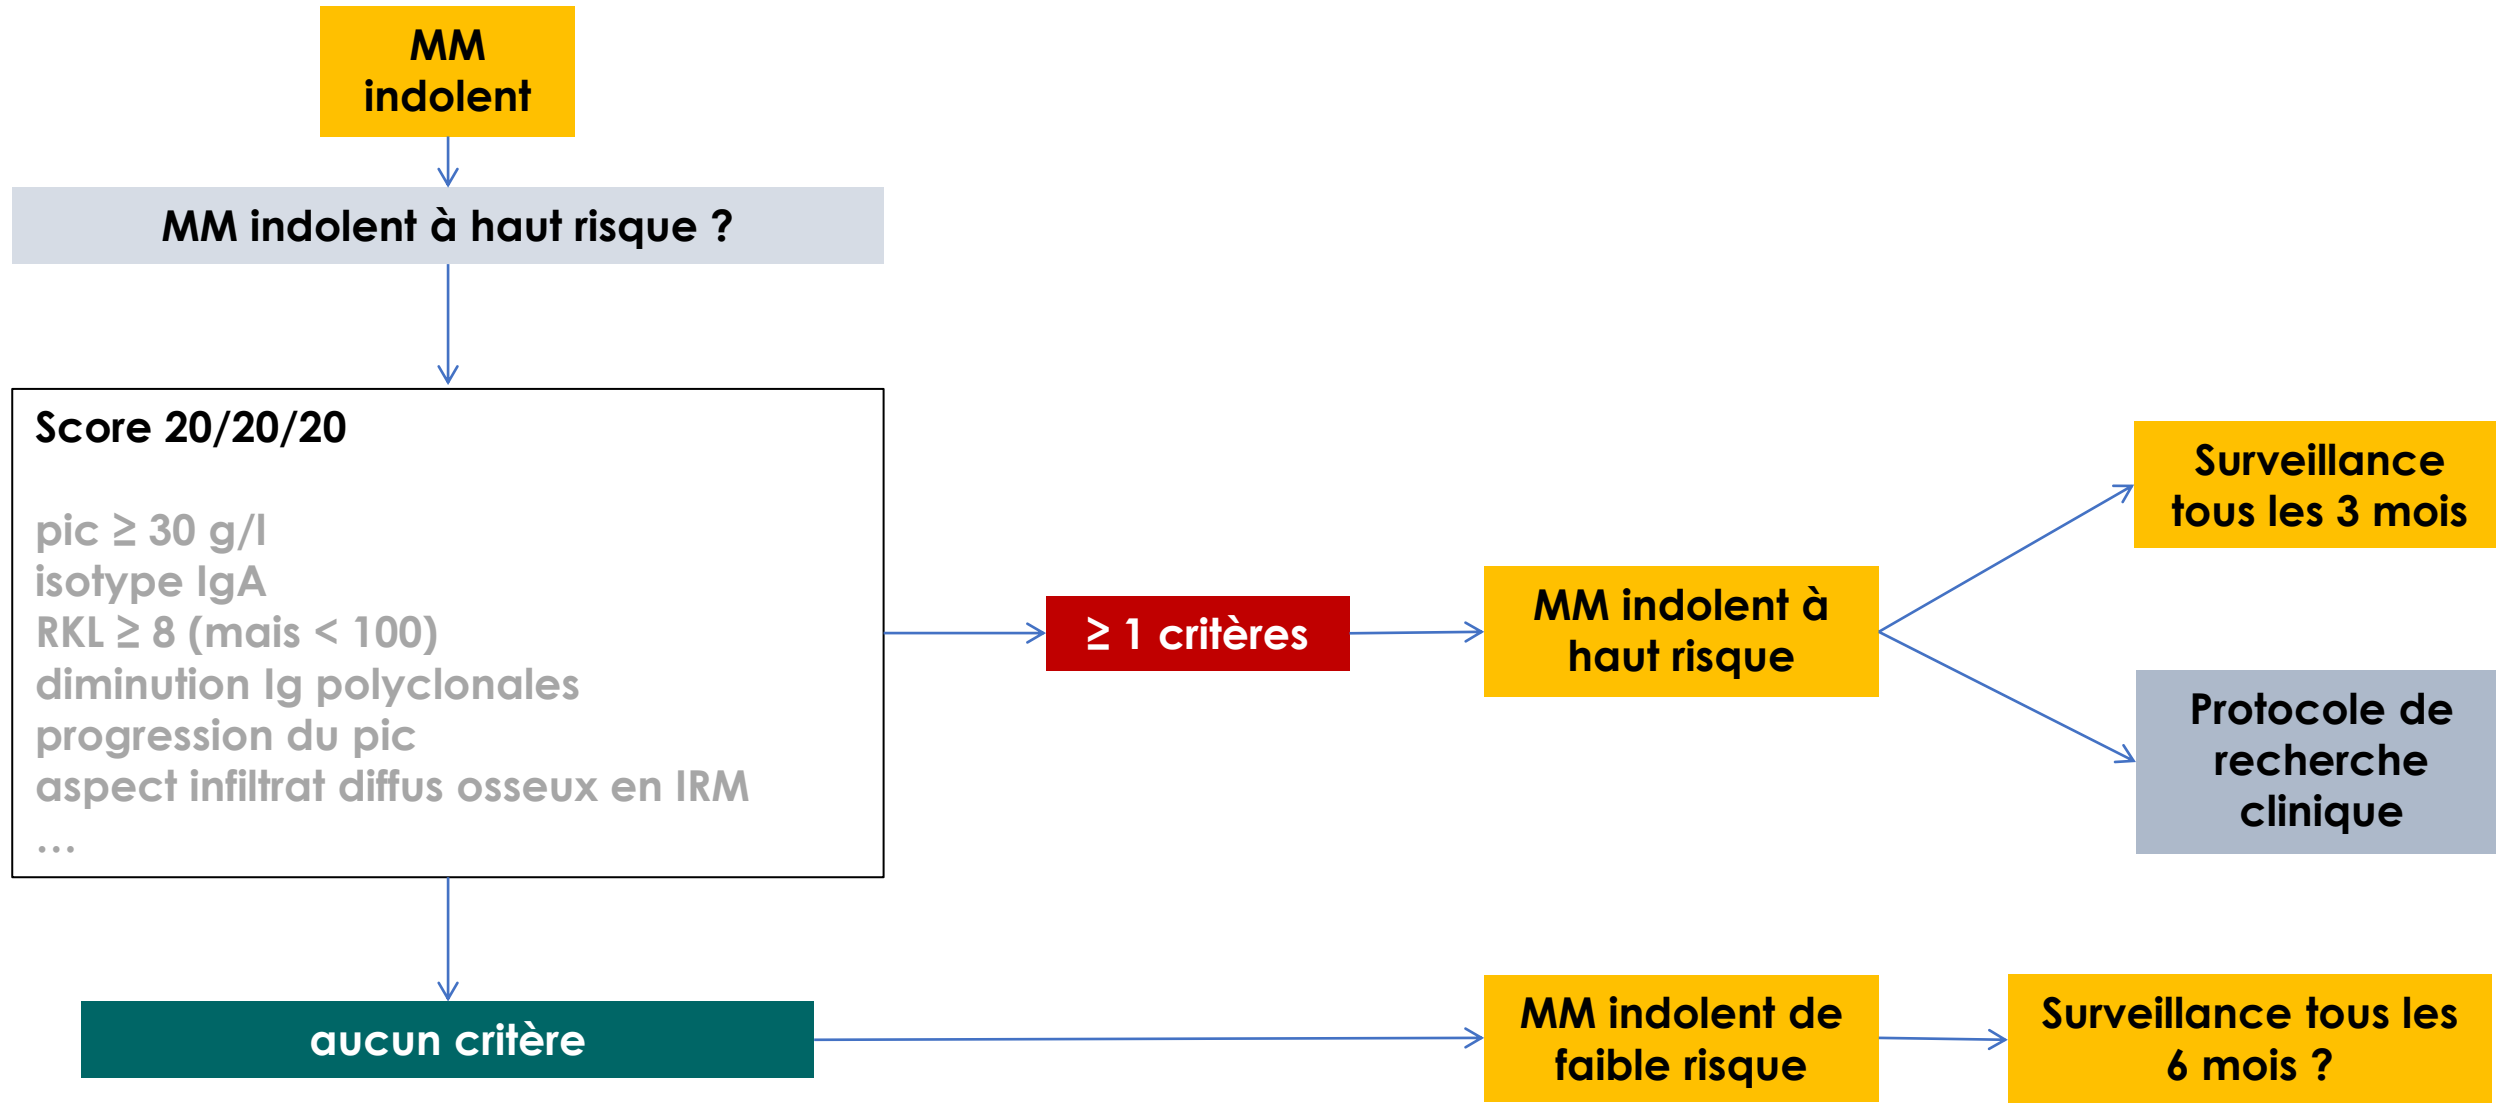 MM
indolent
MM indolent à haut risque ?
Score 20/20/20
pic ≥ 30 g/l
isotype IgA
RKL ≥ 8 (mais < 100)
diminution Ig polyclonales
progression du pic
aspect infiltrat diffus osseux en IRM
…
≥ 1 critères
MM indolent à
haut risque
Surveillance
tous les 3 mois
Protocole de
recherche
clinique
aucun critère
MM indolent de
faible risque
Surveillance tous les
6 mois ?